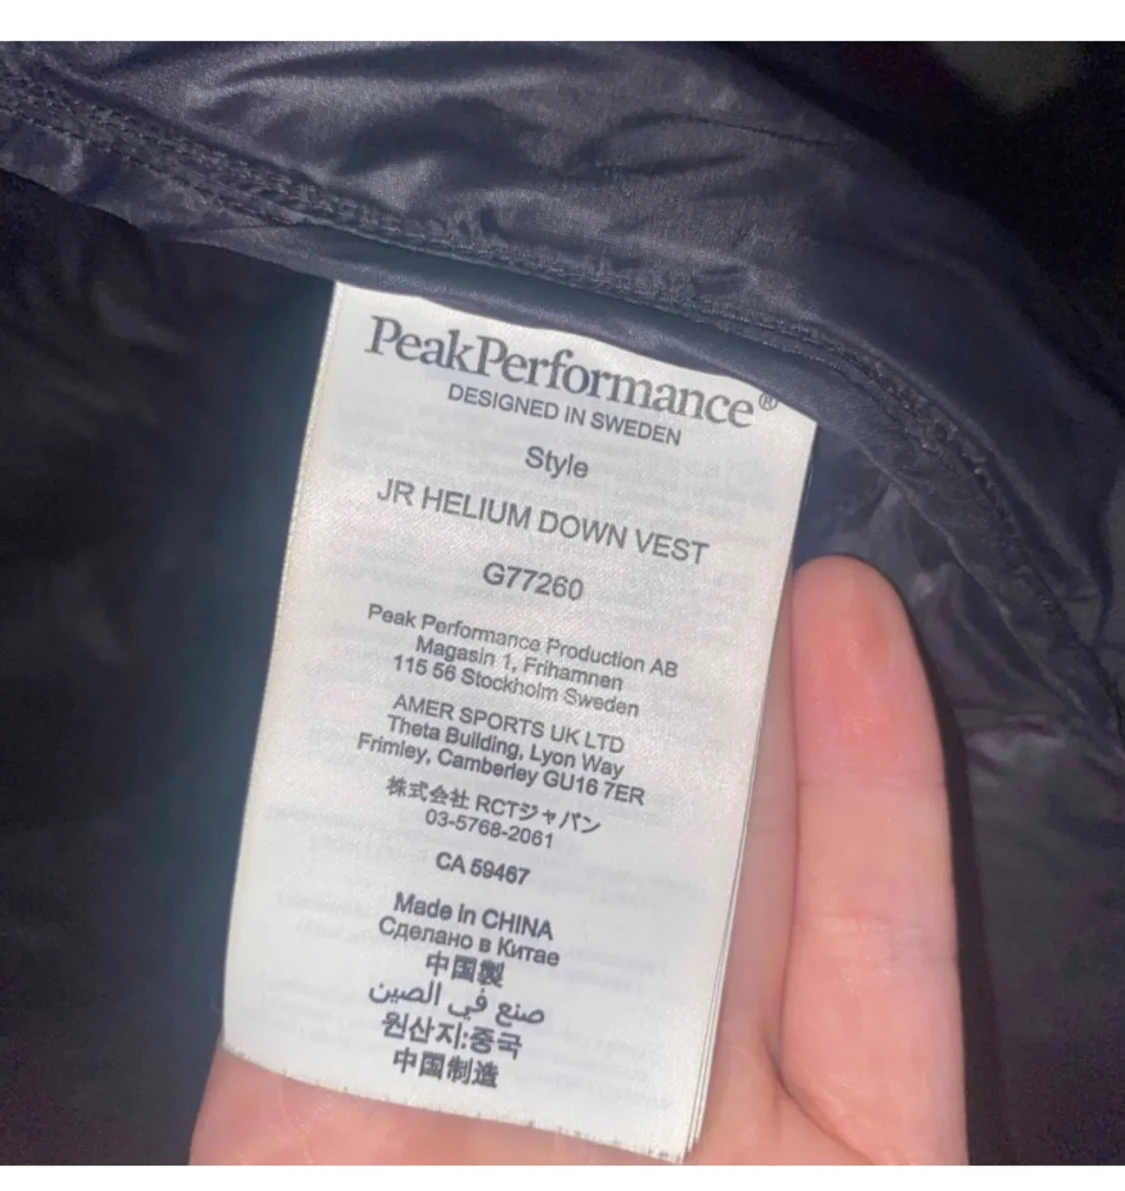 PeakPerformance®
DESIGNED IN SWEDEN
Style
JR HELIUM DOWN VEST
G77260
Peak Performance Production AB
Magasin 1, Frihamnen
115 56 Stockholm Sweden
AMER SPORTS UK LTD
Theta Building, Lyon Way
Frimley, Camberley GU16 7ER
株式会社 RCTジャパン
03-5768-2061
CA 59467
Made in CHINA
Сделано в Китае
中国製
صنع في الصين
원산지:중국
中国制造